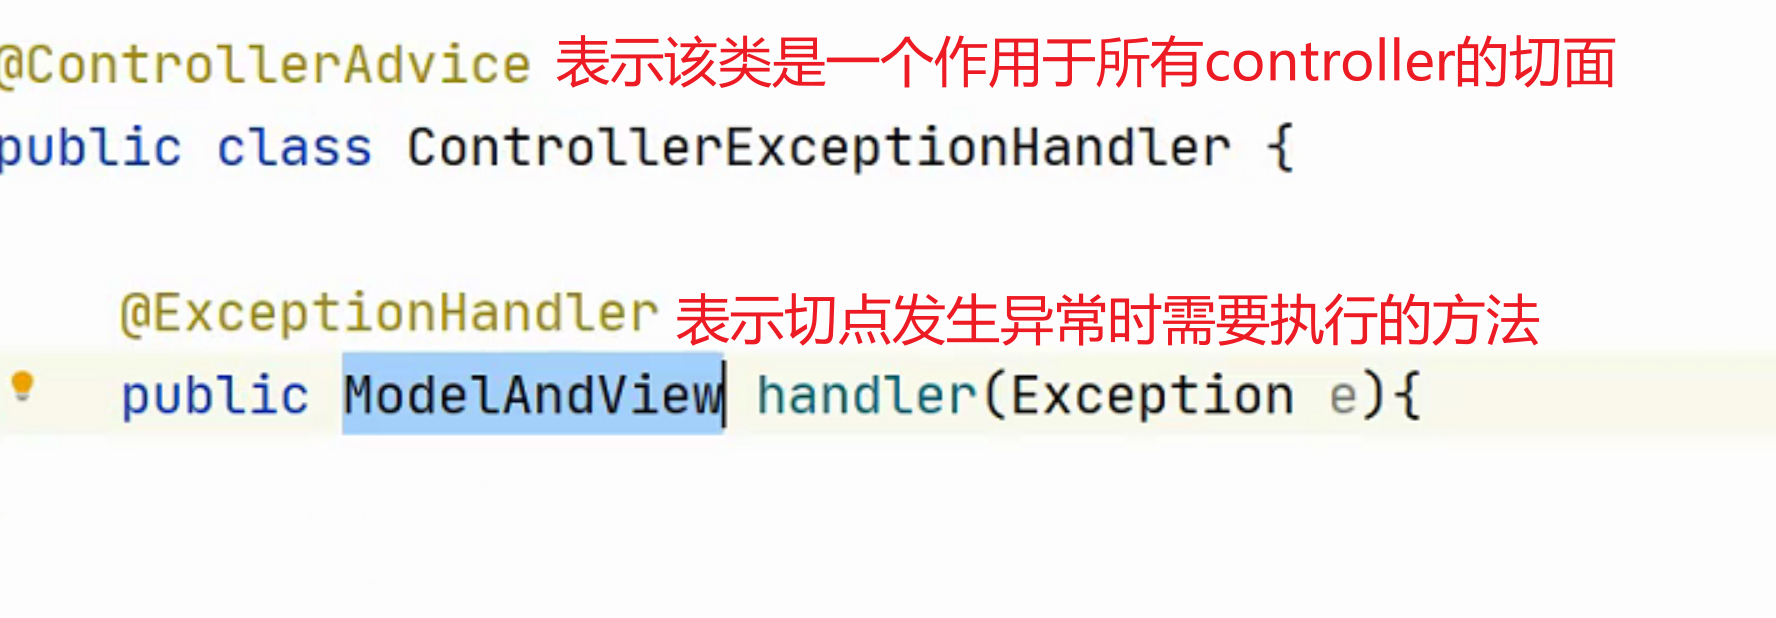 @ControllerAdvice 表示该类是一个作用于所有controller的切面
public class ControllerExceptionHandler {
@ExceptionHandler 表示切点发生异常时需要执行的方法
public ModelAndView handler(Exception e){